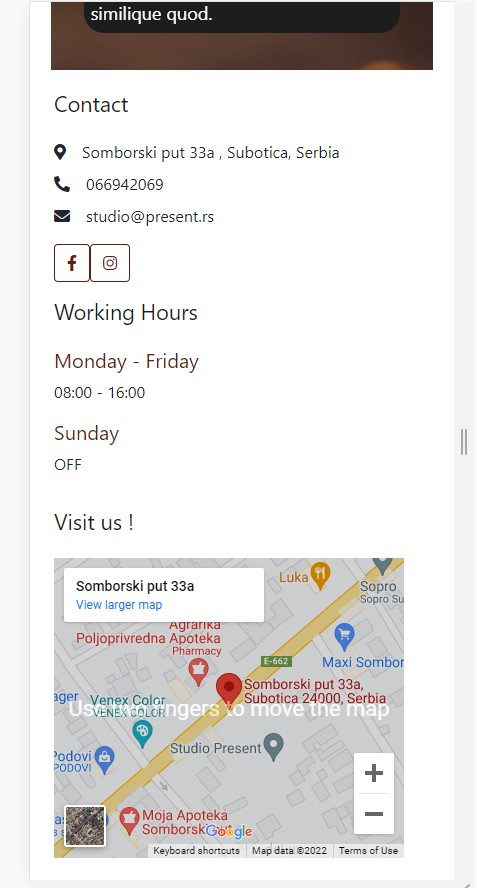 similique quod.
Contact
Somborski put 33a , Subotica, Serbia
066942069
studio@present.rs
Working Hours
Monday - Friday
08:00 - 16:00
Sunday
OFF
Visit us !
Somborski put 33a
View larger map
Luka
Sopro
Sopro Su
Agrarika
Poljoprivredna Apoteka
Pharmacy
E-662
Maxi Sombor
Somborski put 33a,
Subotica 24000, Serbia
ager
Venex Color
VENEX COLOR
Use two fingers to move the map
Studio Present
Podovi
PODOVI
Moja Apoteka
Somborsk
Google
Keyboard shortcuts
Map data ©2022
Terms of Use